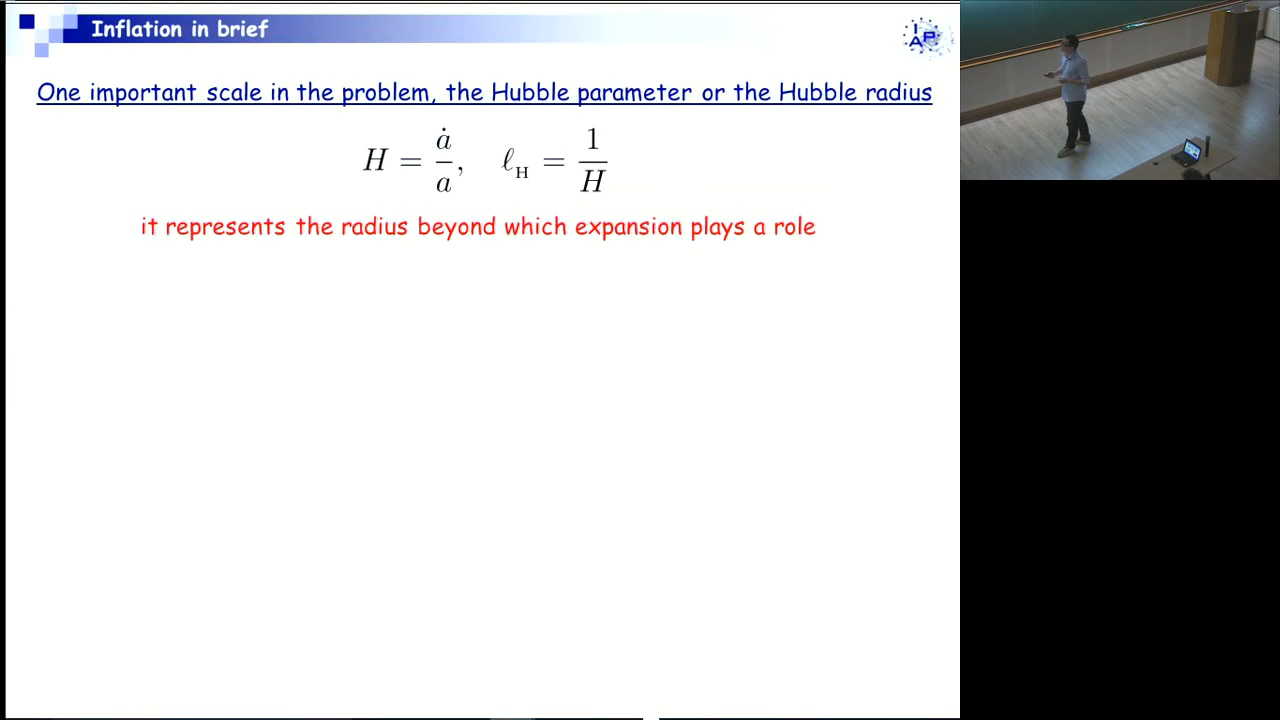 Inflation in brief
IAP
One important scale in the problem, the Hubble parameter or the Hubble radius
H = ȧ/a, ℓ_H = 1/H
it represents the radius beyond which expansion plays a role